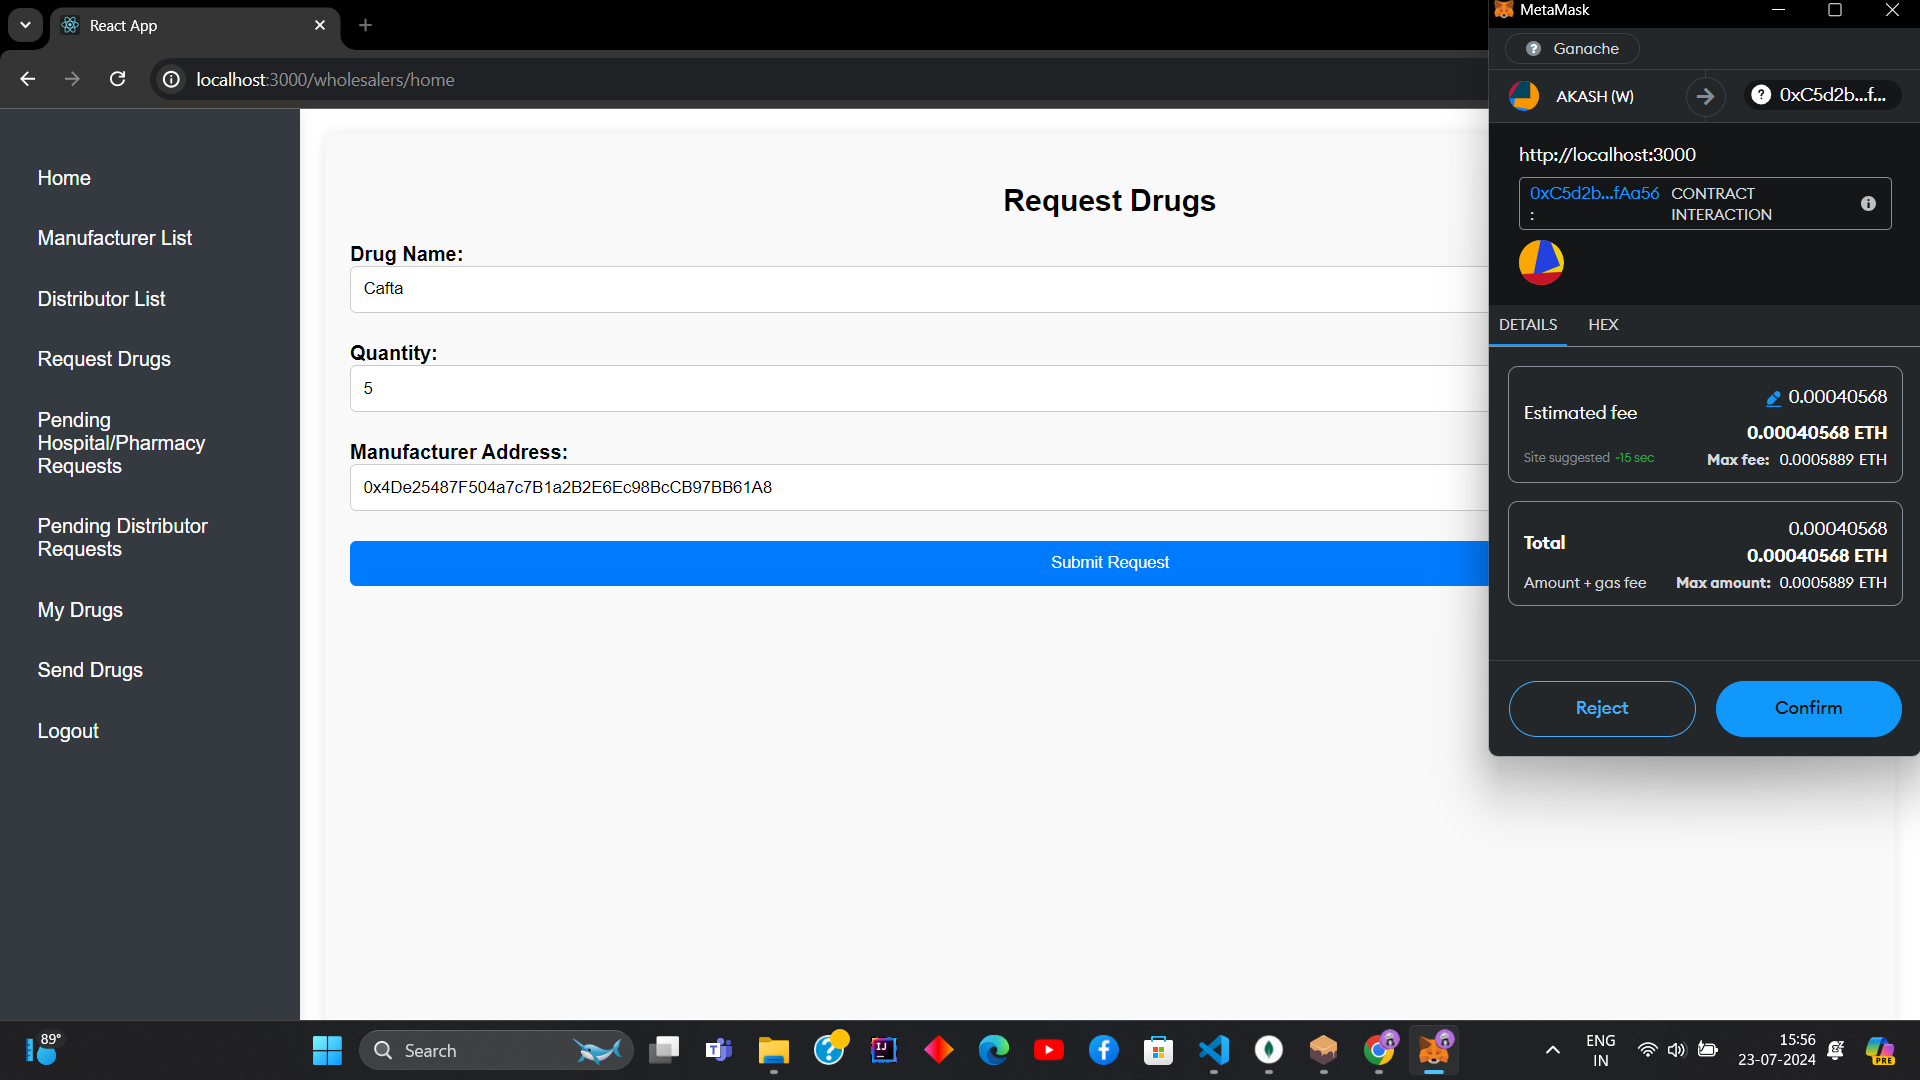 React App
localhost:3000/wholesalers/home
Home
Manufacturer List
Distributor List
Request Drugs
Pending
Hospital/Pharmacy
Requests
Pending Distributor
Requests
My Drugs
Send Drugs
Logout
Request Drugs
Drug Name:
Cafta
Quantity:
5
Manufacturer Address:
0x4De25487F504a7c7B1a2B2E6Ec98BcCB97BB61A8
Submit Request
MetaMask
Ganache
AKASH (W)
0xC5d2b...f...
http://localhost:3000
0xC5d2b...fAa56 CONTRACT
: INTERACTION
DETAILS HEX
0.00040568
Estimated fee
0.00040568 ETH
Site suggested ~15 sec Max fee: 0.0005889 ETH
0.00040568
Total
0.00040568 ETH
Amount + gas fee Max amount: 0.0005889 ETH
Reject Confirm
89°
Search
ENG
IN
15:56
23-07-2024
PRE